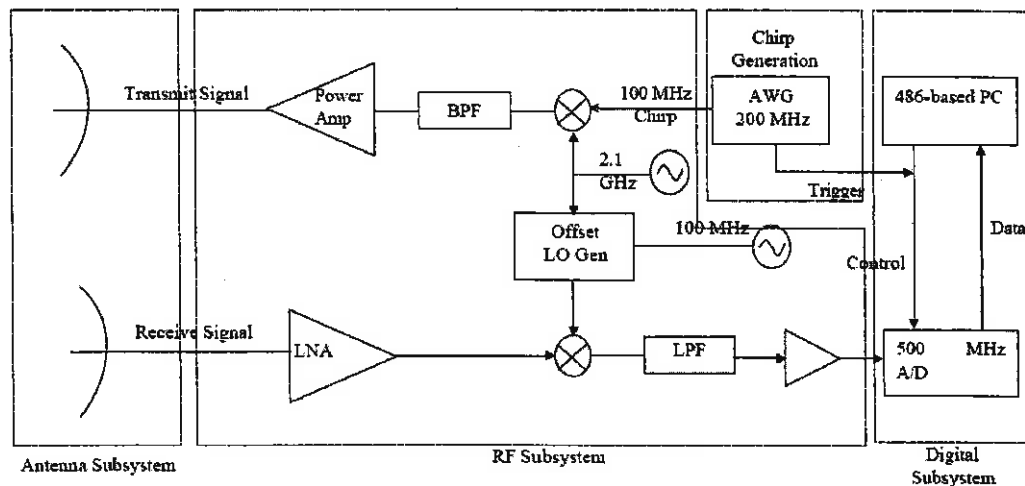 Chirp
Generation
Transmit Signal
Power
Amp
BPF
100 MHz
Chirp
AWG
200 MHz
486-based PC
2.1
GHz
Trigger
Offset
LO Gen
100 MHz
Data
Control
Receive Signal
LNA
LPF
500 MHz
A/D
Antenna Subsystem
RF Subsystem
Digital
Subsystem